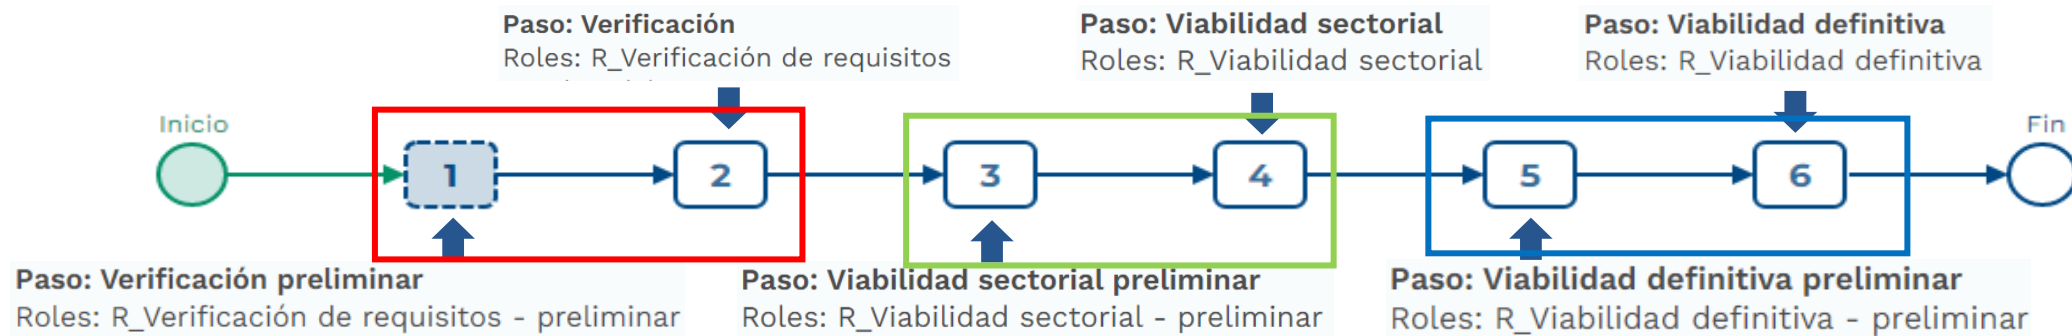 Paso: Verificación
Roles: R_Verificación de requisitos
Paso: Viabilidad sectorial
Roles: R_Viabilidad sectorial
Paso: Viabilidad definitiva
Roles: R_Viabilidad definitiva
Inicio
1
2
3
4
5
6
Fin
Paso: Verificación preliminar
Roles: R_Verificación de requisitos - preliminar
Paso: Viabilidad sectorial preliminar
Roles: R_Viabilidad sectorial - preliminar
Paso: Viabilidad definitiva preliminar
Roles: R_Viabilidad definitiva - preliminar